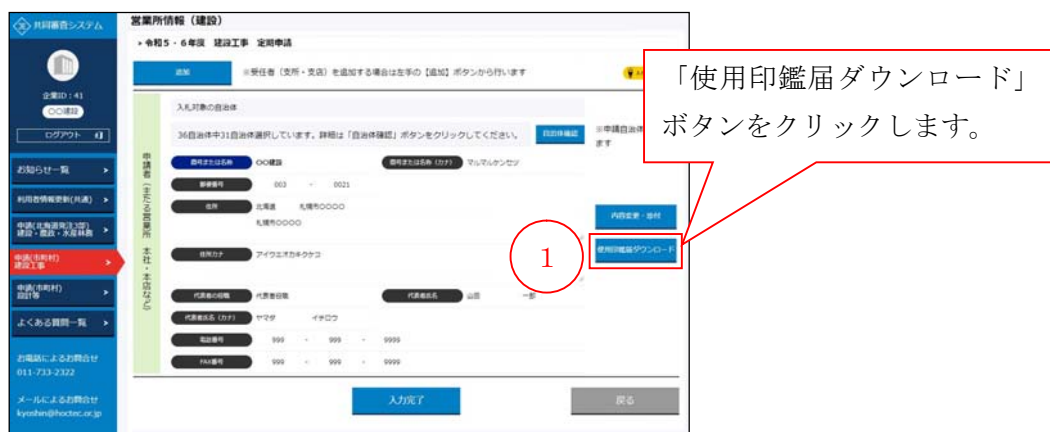 共同審査システム
企業ID：41
〇〇建設
ログアウト
お知らせ一覧
利用者情報更新(共通)
申請(北海道発注3部)
建設・農政・水産林務
申請(市町村)
建設工事
申請(市町村)
設計等
よくある質問一覧
お電話によるお問合せ
011-733-2322
メールによるお問合せ
kyoshin@hoctec.or.jp
営業所情報（建設）
令和5・6年度 建設工事 定期申請
追加 ※受任者（支所・支店）を追加する場合は左手の【追加】ボタンから行います
申請者（主たる営業所 本社・本店など）
入札対象の自治体
36自治体中31自治体選択しています。詳細は「自治体確認」ボタンをクリックしてください。 自治体確認 ※申請自治体
ます
商号または名称 〇〇建設 商号または名称（カナ） マルマルケンセツ
郵便番号 003 - 0021
住所 北海道 札幌市〇〇〇〇
札幌市〇〇〇〇
内容変更・添付
住所カナ アイウエオカキクケコ
使用印鑑届ダウンロード
代表者の役職 代表者役職 代表者氏名 山田 一郎
代表者氏名（カナ） ヤマダ イチロウ
電話番号 999 - 999 - 9999
FAX番号 999 - 999 - 9999
入力完了 戻る
1
「使用印鑑届ダウンロード」
ボタンをクリックします。